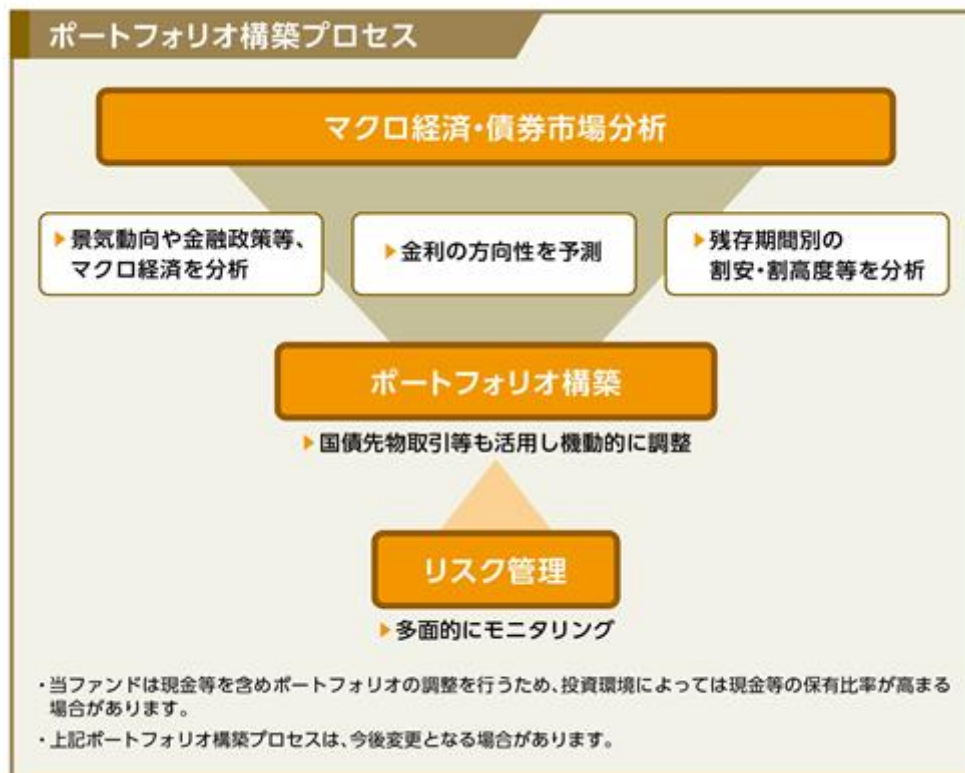 ポートフォリオ構築プロセス
マクロ経済・債券市場分析
▶景気動向や金融政策等、
マクロ経済を分析
▶金利の方向性を予測
▶残存期間別の
割安・割高度等を分析
ポートフォリオ構築
▶国債先物取引等も活用し機動的に調整
リスク管理
▶多面的にモニタリング
・当ファンドは現金等を含めポートフォリオの調整を行うため、投資環境によっては現金等の保有比率が高まる
場合があります。
・上記ポートフォリオ構築プロセスは、今後変更となる場合があります。